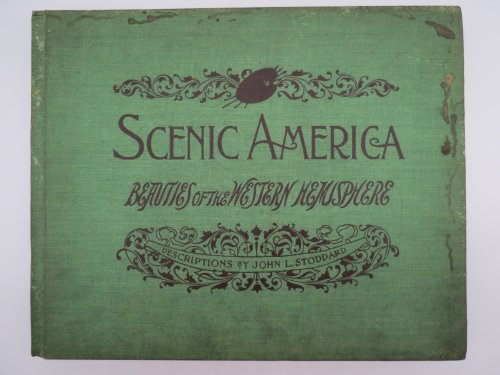 SCENIC AMERICA
BEAUTIES OF THE WESTERN HEMISPHERE
DESCRIPTIONS BY JOHN L. STODDARD